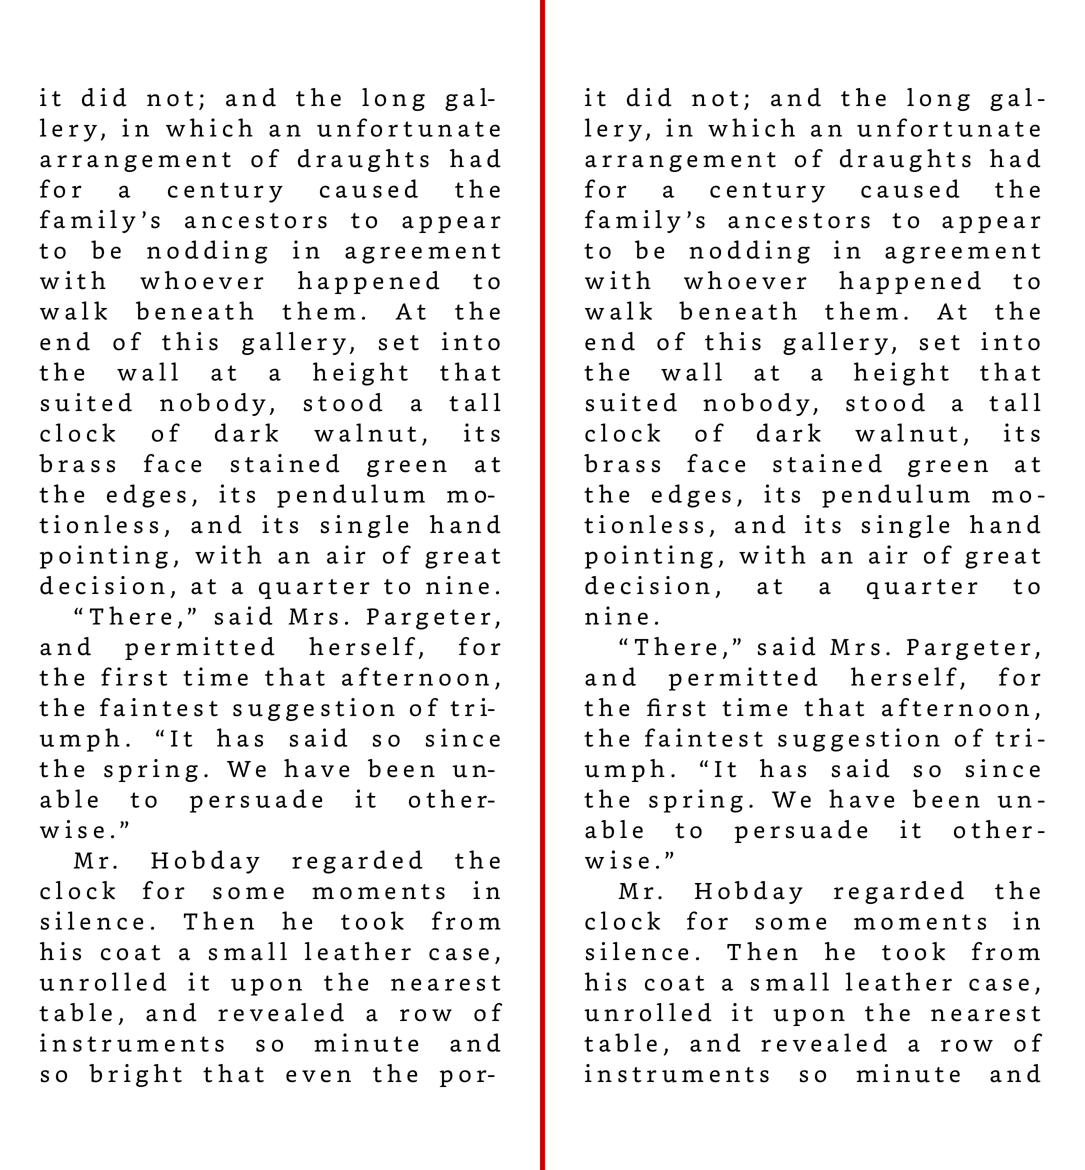 it did not; and the long gal-
lery, in which an unfortunate
arrangement of draughts had
for a century caused the
family’s ancestors to appear
to be nodding in agreement
with whoever happened to
walk beneath them. At the
end of this gallery, set into
the wall at a height that
suited nobody, stood a tall
clock of dark walnut, its
brass face stained green at
the edges, its pendulum mo-
tionless, and its single hand
pointing, with an air of great
decision, at a quarter to nine.
“There,” said Mrs. Pargeter,
and permitted herself, for
the first time that afternoon,
the faintest suggestion of tri-
umph. “It has said so since
the spring. We have been un-
able to persuade it other-
wise.”
Mr. Hobday regarded the
clock for some moments in
silence. Then he took from
his coat a small leather case,
unrolled it upon the nearest
table, and revealed a row of
instruments so minute and
so bright that even the por-
it did not; and the long gal-
lery, in which an unfortunate
arrangement of draughts had
for a century caused the
family’s ancestors to appear
to be nodding in agreement
with whoever happened to
walk beneath them. At the
end of this gallery, set into
the wall at a height that
suited nobody, stood a tall
clock of dark walnut, its
brass face stained green at
the edges, its pendulum mo-
tionless, and its single hand
pointing, with an air of great
decision, at a quarter to
nine.
“There,” said Mrs. Pargeter,
and permitted herself, for
the first time that afternoon,
the faintest suggestion of tri-
umph. “It has said so since
the spring. We have been un-
able to persuade it other-
wise.”
Mr. Hobday regarded the
clock for some moments in
silence. Then he took from
his coat a small leather case,
unrolled it upon the nearest
table, and revealed a row of
instruments so minute and